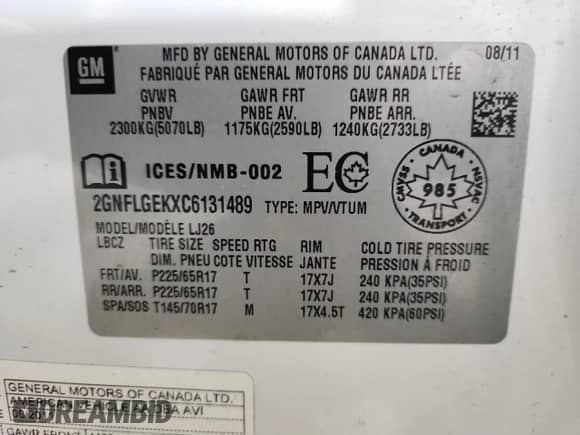 GM
MFD BY GENERAL MOTORS OF CANADA LTD. 08/11
FABRIQUÉ PAR GENERAL MOTORS DU CANADA LTÉE
GVWR GAWR FRT GAWR RR
PNBV PNBE AV. PNBE ARR.
2300KG(5070LB) 1175KG(2590LB) 1240KG(2733LB)
ICES/NMB-002 EC
CMVSS 985 NSVAC
TRANSPORT
2GNFLGEKXC6131489 TYPE: MPV/VTUM
MODEL/MODÈLE LJ26
LBCZ TIRE SIZE SPEED RTG RIM COLD TIRE PRESSURE
DIM. PNEU COTE VITESSE JANTE PRESSION À FROID
FRT/AV. P225/65R17 T 17X7J 240 KPA(35PSI)
RR/ARR. P225/65R17 T 17X7J 240 KPA(35PSI)
SPA/SOS T145/70R17 M 17X4.5T 420 KPA(60PSI)
GENERAL MOTORS OF CANADA LTD.
AMERICAN
DREAMBID
GAWR FRONT